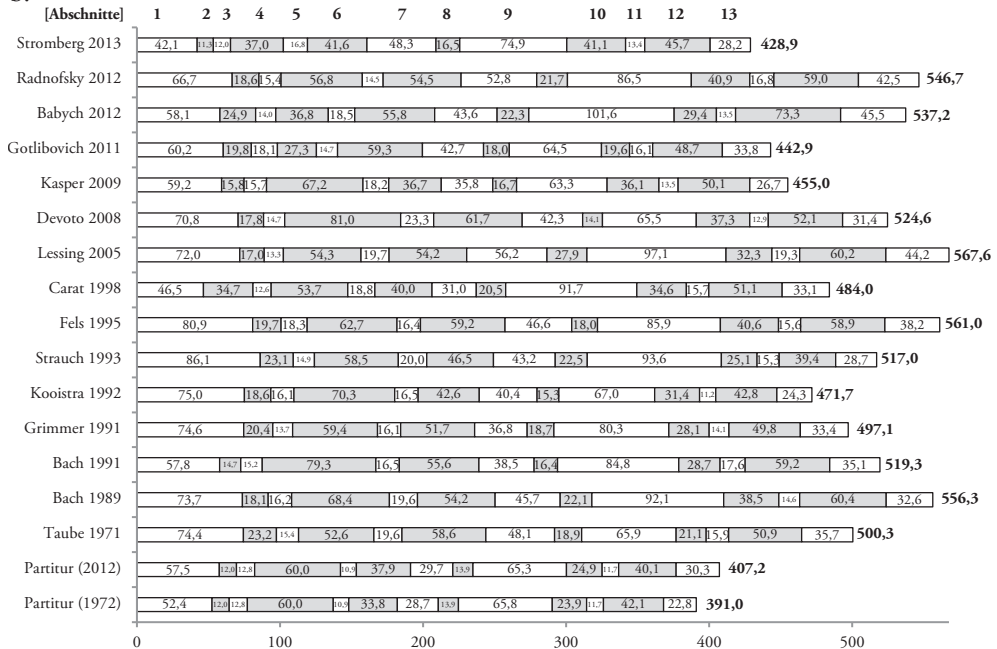 [Abschnitte] 1 2 3 4 5 6 7 8 9 10 11 12 13
Stromberg 2013 42,1 11,3 12,0 37,0 16,8 41,6 48,3 16,5 74,9 41,1 13,4 45,7 28,2 428,9
Radnofsky 2012 66,7 18,6 15,4 56,8 14,5 54,5 52,8 21,7 86,5 40,9 16,8 59,0 42,5 546,7
Babych 2012 58,1 24,9 14,0 36,8 18,5 55,8 43,6 22,3 101,6 29,4 13,5 73,3 45,5 537,2
Gotlibovich 2011 60,2 19,8 18,1 27,3 14,7 59,3 42,7 18,0 64,5 19,6 16,1 48,7 33,8 442,9
Kasper 2009 59,2 15,8 15,7 67,2 18,2 36,7 35,8 16,7 63,3 36,1 13,5 50,1 26,7 455,0
Devoto 2008 70,8 17,8 14,7 81,0 23,3 61,7 42,3 14,1 65,5 37,3 12,9 52,1 31,4 524,6
Lessing 2005 72,0 17,0 13,3 54,3 19,7 54,2 56,2 27,9 97,1 32,3 19,3 60,2 44,2 567,6
Carat 1998 46,5 34,7 12,6 53,7 18,8 40,0 31,0 20,5 91,7 34,6 15,7 51,1 33,1 484,0
Fels 1995 80,9 19,7 18,3 62,7 16,4 59,2 46,6 18,0 85,9 40,6 15,6 58,9 38,2 561,0
Strauch 1993 86,1 23,1 14,9 58,5 20,0 46,5 43,2 22,5 93,6 25,1 15,3 39,4 28,7 517,0
Kooistra 1992 75,0 18,6 16,1 70,3 16,5 42,6 40,4 15,3 67,0 31,4 11,2 42,8 24,3 471,7
Grimmer 1991 74,6 20,4 13,7 59,4 16,1 51,7 36,8 18,7 80,3 28,1 14,1 49,8 33,4 497,1
Bach 1991 57,8 14,7 15,2 79,3 16,5 55,6 38,5 16,4 84,8 28,7 17,6 59,2 35,1 519,3
Bach 1989 73,7 18,1 16,2 68,4 19,6 54,2 45,7 22,1 92,1 38,5 14,6 60,4 32,6 556,3
Taube 1971 74,4 23,2 15,4 52,6 19,6 58,6 48,1 18,9 65,9 21,1 15,9 50,9 35,7 500,3
Partitur (2012) 57,5 12,0 12,8 60,0 10,9 37,9 29,7 13,9 65,3 24,9 11,7 40,1 30,3 407,2
Partitur (1972) 52,4 12,0 12,8 60,0 10,9 33,8 28,7 13,9 65,8 23,9 11,7 42,1 22,8 391,0
0 100 200 300 400 500